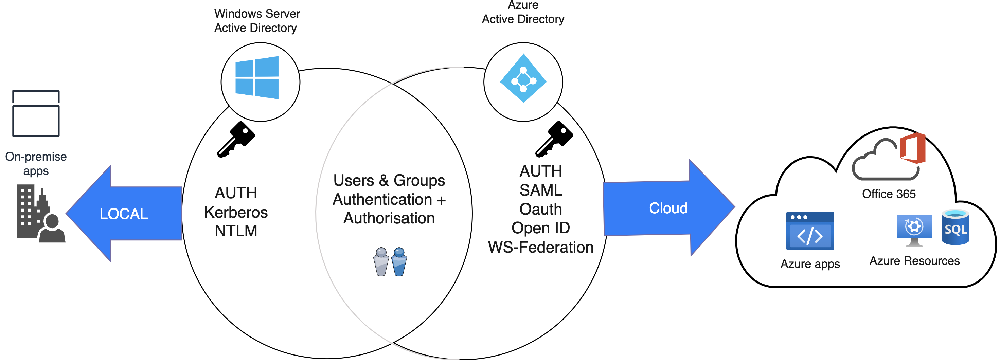 Windows Server
Active Directory
Azure
Active Directory
On-premise
apps
LOCAL
AUTH
Kerberos
NTLM
Users & Groups
Authentication +
Authorisation
AUTH
SAML
Oauth
Open ID
WS-Federation
Cloud
Office 365
</>
Azure apps
SQL
Azure Resources